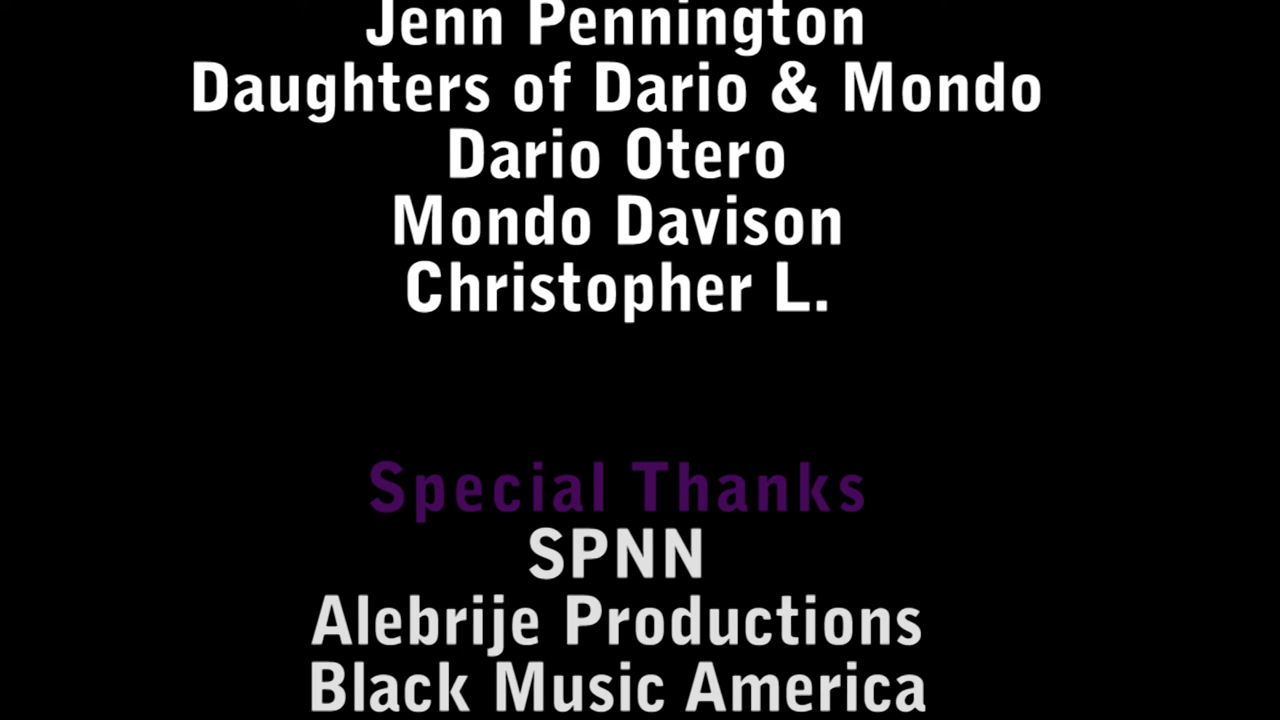 Jenn Pennington
Daughters of Dario & Mondo
Dario Otero
Mondo Davison
Christopher L.
Special Thanks
SPNN
Alebrije Productions
Black Music America